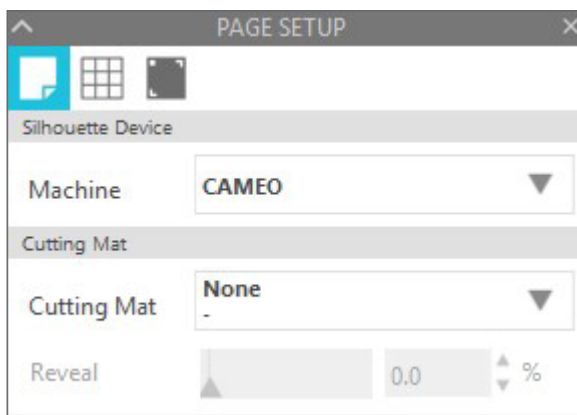 PAGE SETUP
Silhouette Device
Machine CAMEO
Cutting Mat
Cutting Mat None
-
Reveal 0.0 %